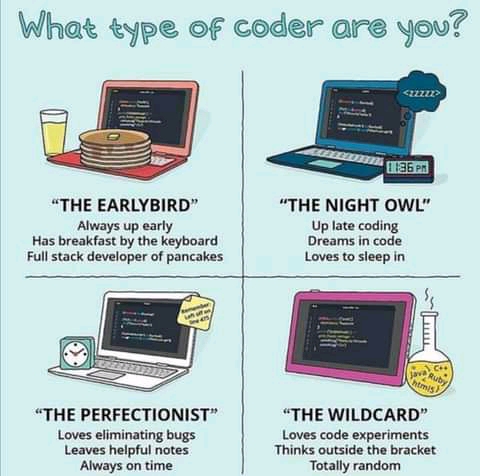 What type of coder are you?
<zzzzz>
11:36 PM
"THE EARLYBIRD"
Always up early
Has breakfast by the keyboard
Full stack developer of pancakes
"THE NIGHT OWL"
Up late coding
Dreams in code
Loves to sleep in
Remember:
Left off on
line 475
"THE PERFECTIONIST"
Loves eliminating bugs
Leaves helpful notes
Always on time
C++
Java Ruby
html5
"THE WILDCARD"
Loves code experiments
Thinks outside the bracket
Totally random